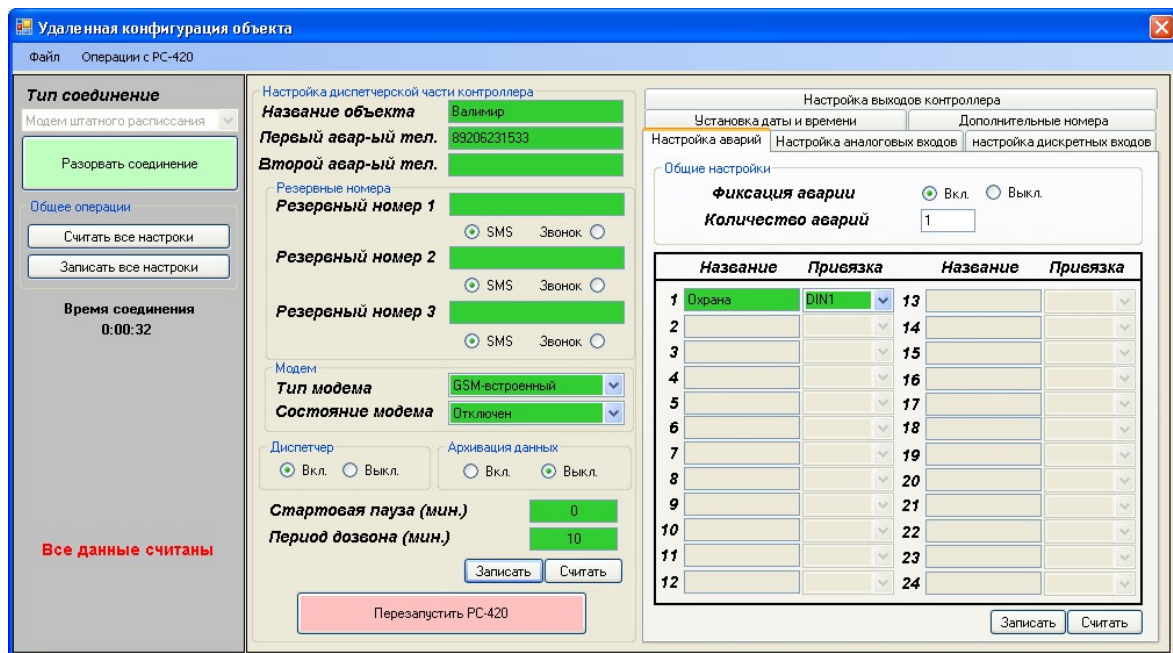 Удаленная конфигурация объекта
Файл Операции с РС-420
Тип соединение
Модем штатного расписсания
Разорвать соединение
Общее операции
Считать все настроки
Записать все настроки
Время соединения
0:00:32
Все данные считаны
Настройка диспетчерской части контроллера
Название объекта Валимир
Первый авар-ый тел. 89206231533
Второй авар-ый тел.
Резервные номера
Резервный номер 1
SMS Звонок
Резервный номер 2
SMS Звонок
Резервный номер 3
SMS Звонок
Модем
Тип модема GSM-встроенный
Состояние модема Отключен
Диспетчер
Вкл. Выкл.
Архивация данных
Вкл. Выкл.
Стартовая пауза (мин.) 0
Период дозвона (мин.) 10
Записать Считать
Перезапустить РС-420
Настройка выходов контроллера
Установка даты и времени Дополнительные номера
Настройка аварий Настройка аналоговых входов настройка дискретных входов
Общие настройки
Фиксация аварии Вкл. Выкл.
Количество аварий 1
Название Привязка Название Привязка
1 Охрана DIN1 13
2 14
3 15
4 16
5 17
6 18
7 19
8 20
9 21
10 22
11 23
12 24
Записать Считать